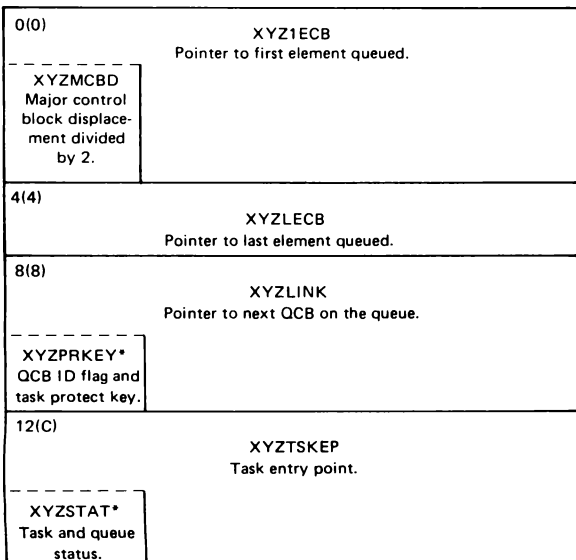 0(0)
XYZ1ECB
Pointer to first element queued.
XYZMCBD
Major control
block displace-
ment divided
by 2.
4(4)
XYZLECB
Pointer to last element queued.
8(8)
XYZLINK
Pointer to next QCB on the queue.
XYZPRKEY*
QCB ID flag and
task protect key.
12(C)
XYZTSKEP
Task entry point.
XYZSTAT*
Task and queue
status.